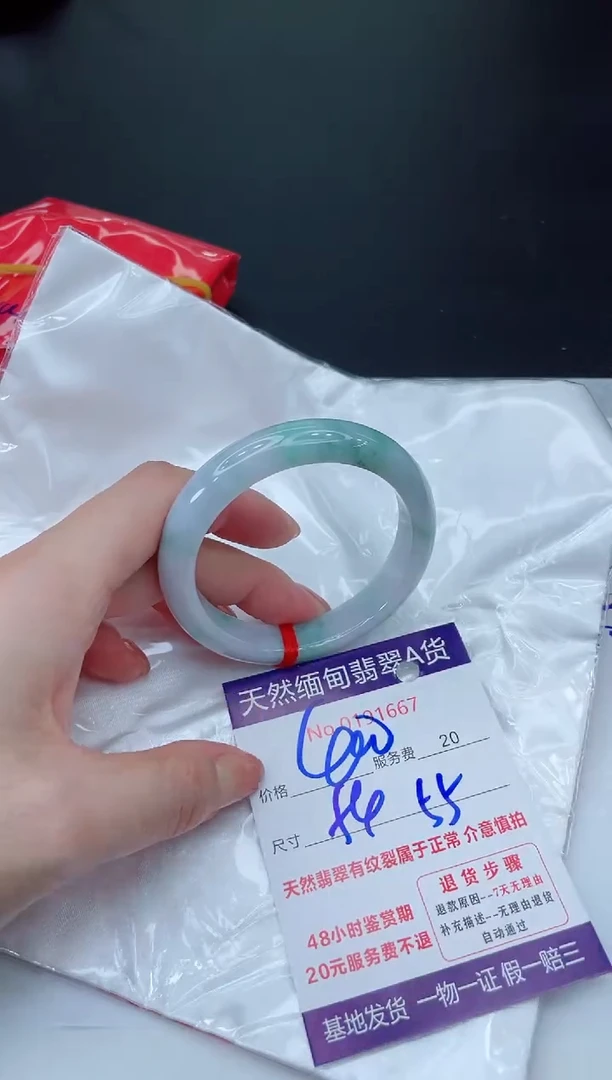 天然缅甸翡翠A货
No.0191667
价格 600 服务费 20
尺寸 54 55
天然翡翠有纹裂属于正常 介意慎拍
48小时鉴赏期
20元服务费不退
退货步骤
退款原因--7天无理由
补充描述--无理由退货
自动通过
基地发货 一物一证 假一赔三